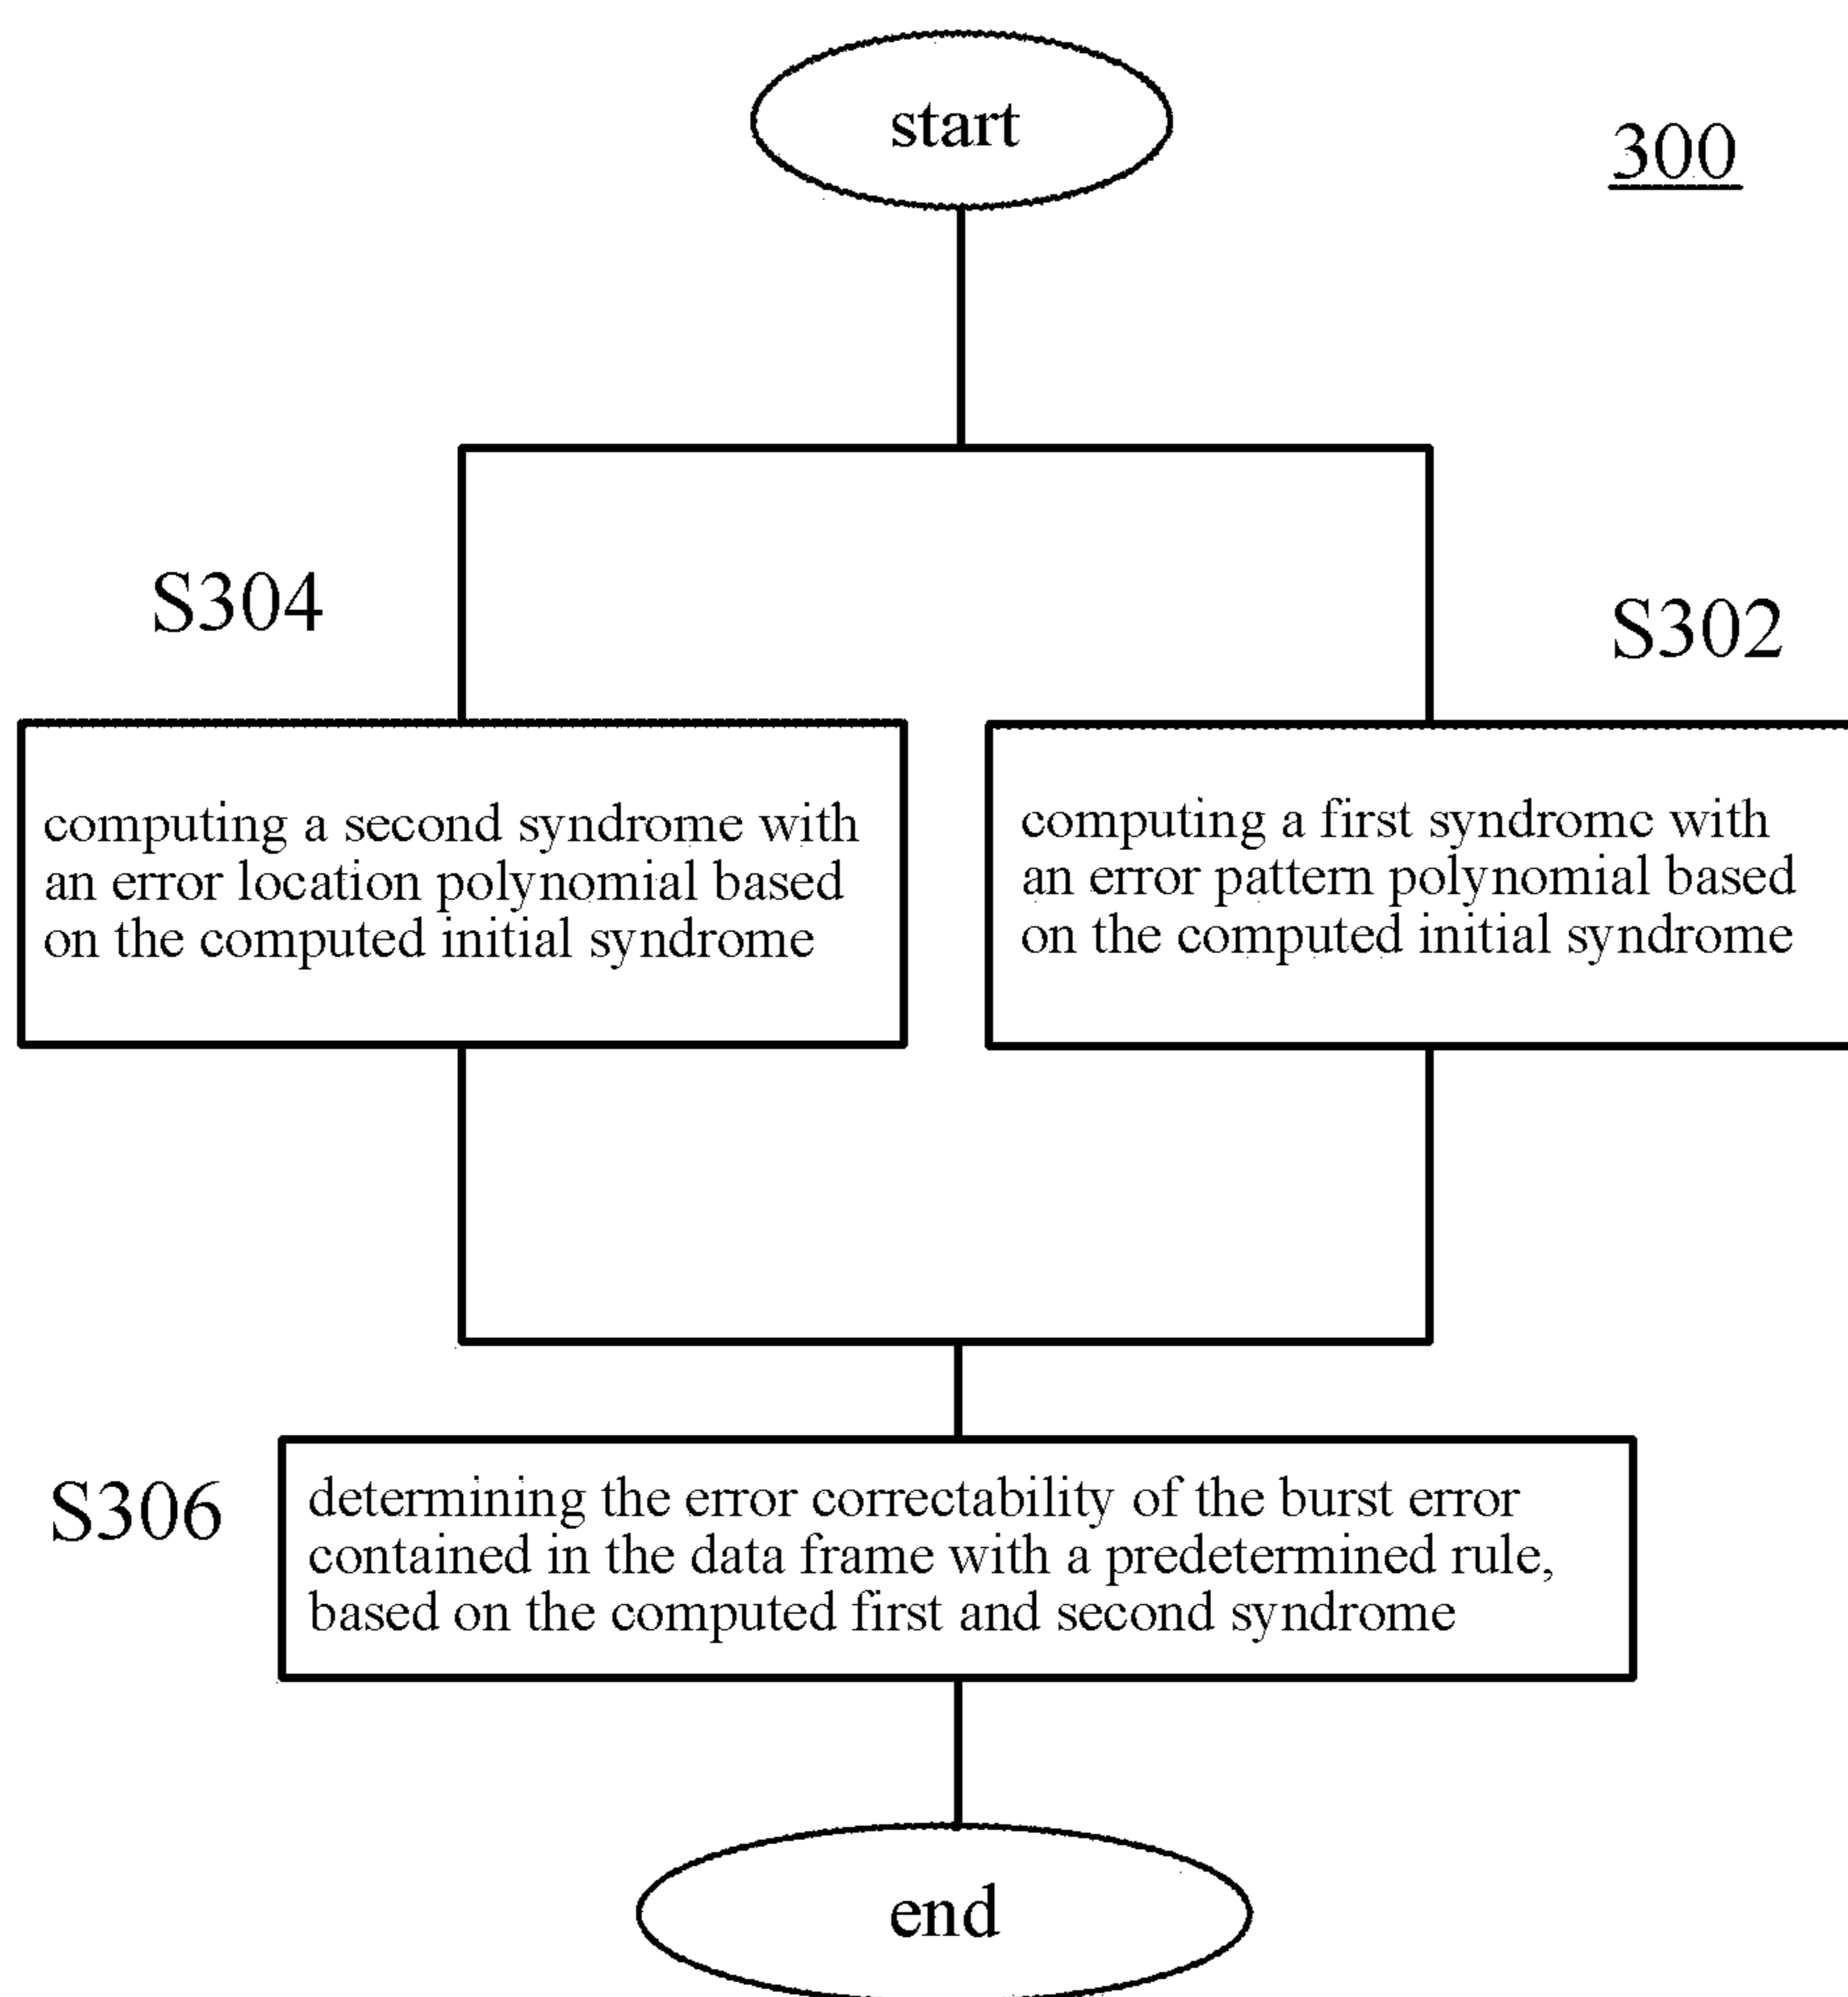 start
300
S304
S302
computing a second syndrome with
an error location polynomial based
on the computed initial syndrome
computing a first syndrome with
an error pattern polynomial based
on the computed initial syndrome
S306
determining the error correctability of the burst error
contained in the data frame with a predetermined rule,
based on the computed first and second syndrome
end